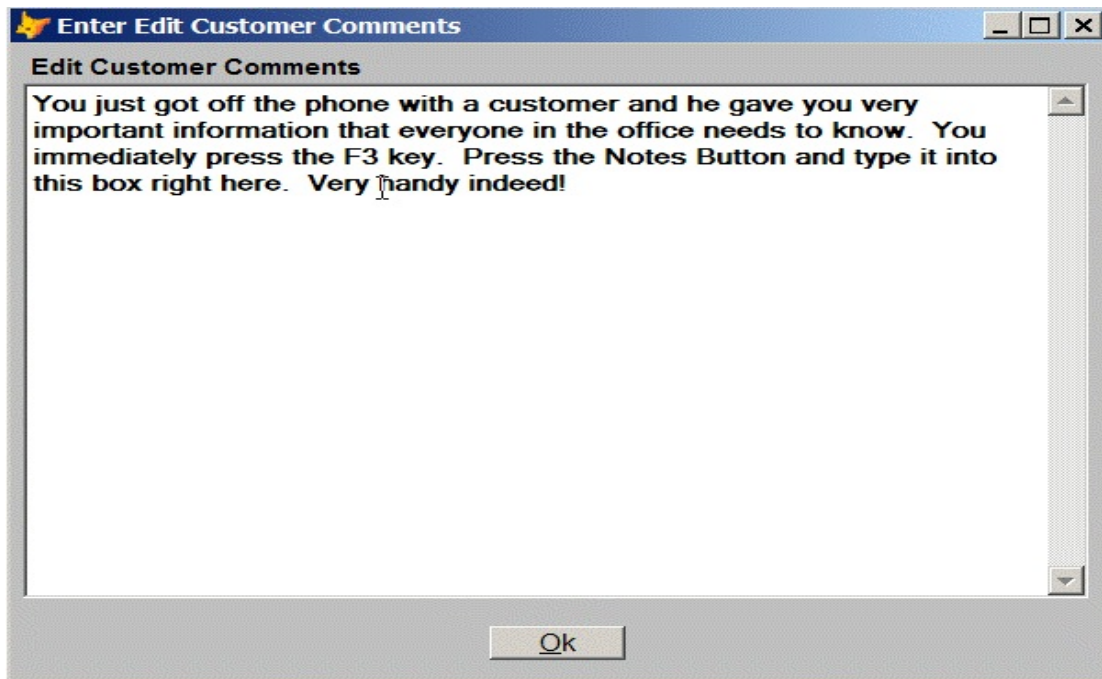 Enter Edit Customer Comments
Edit Customer Comments
You just got off the phone with a customer and he gave you very
important information that everyone in the office needs to know.  You
immediately press the F3 key.  Press the Notes Button and type it into
this box right here.  Very handy indeed!
Ok